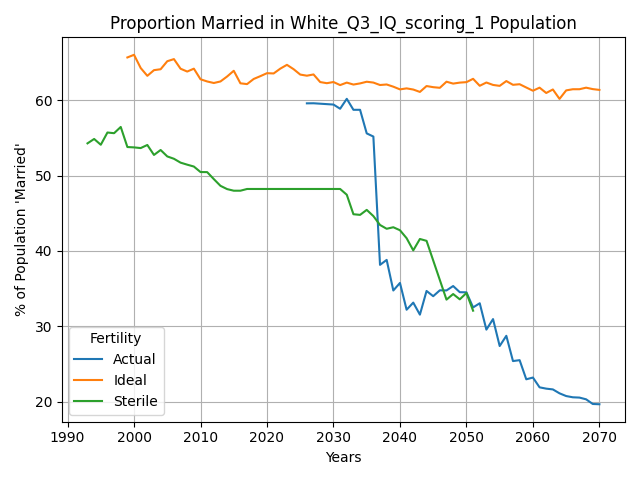 Proportion Married in White_Q3_IQ_scoring_1 Population
% of Population 'Married'
60
50
40
30
20
Fertility
Actual
Ideal
Sterile
1990 2000 2010 2020 2030 2040 2050 2060 2070
Years